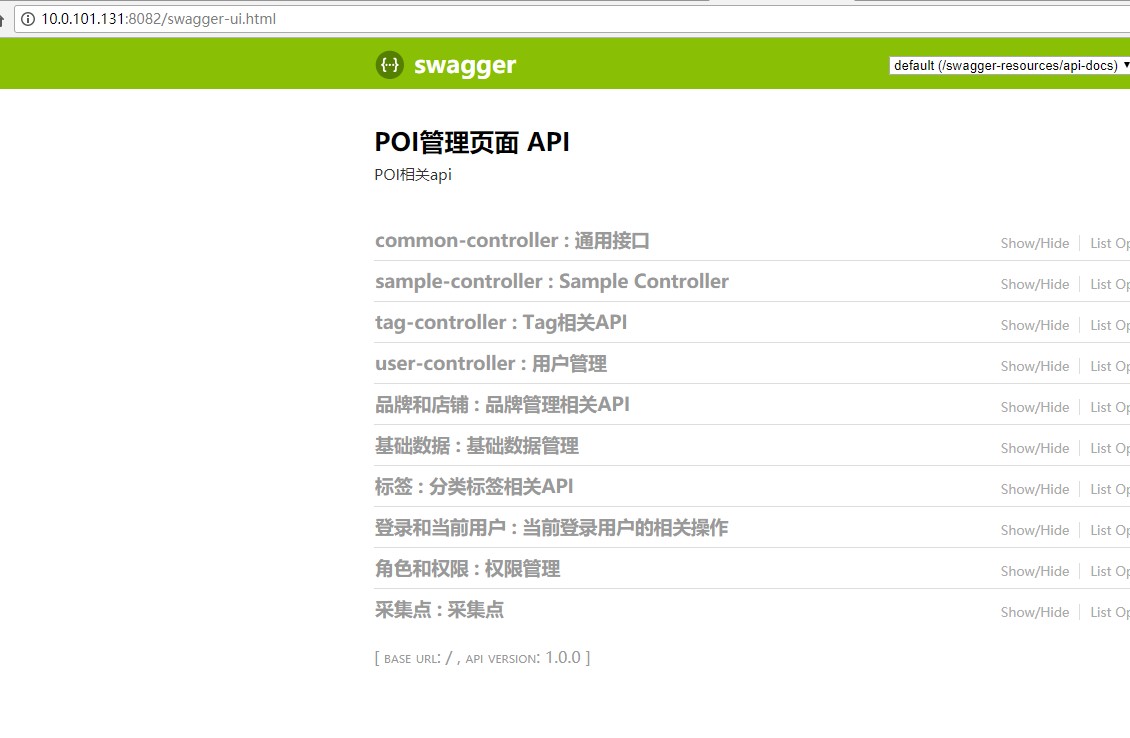 10.0.101.131:8082/swagger-ui.html
{···} swagger default (/swagger-resources/api-docs)
POI管理页面 API
POI相关api
common-controller : 通用接口 Show/Hide List Op
sample-controller : Sample Controller Show/Hide List Op
tag-controller : Tag相关API Show/Hide List Op
user-controller : 用户管理 Show/Hide List Op
品牌和店铺 : 品牌管理相关API Show/Hide List Op
基础数据 : 基础数据管理 Show/Hide List Op
标签 : 分类标签相关API Show/Hide List Op
登录和当前用户 : 当前登录用户的相关操作 Show/Hide List Op
角色和权限 : 权限管理 Show/Hide List Op
采集点 : 采集点 Show/Hide List Op
[ BASE URL: / , API VERSION: 1.0.0 ]